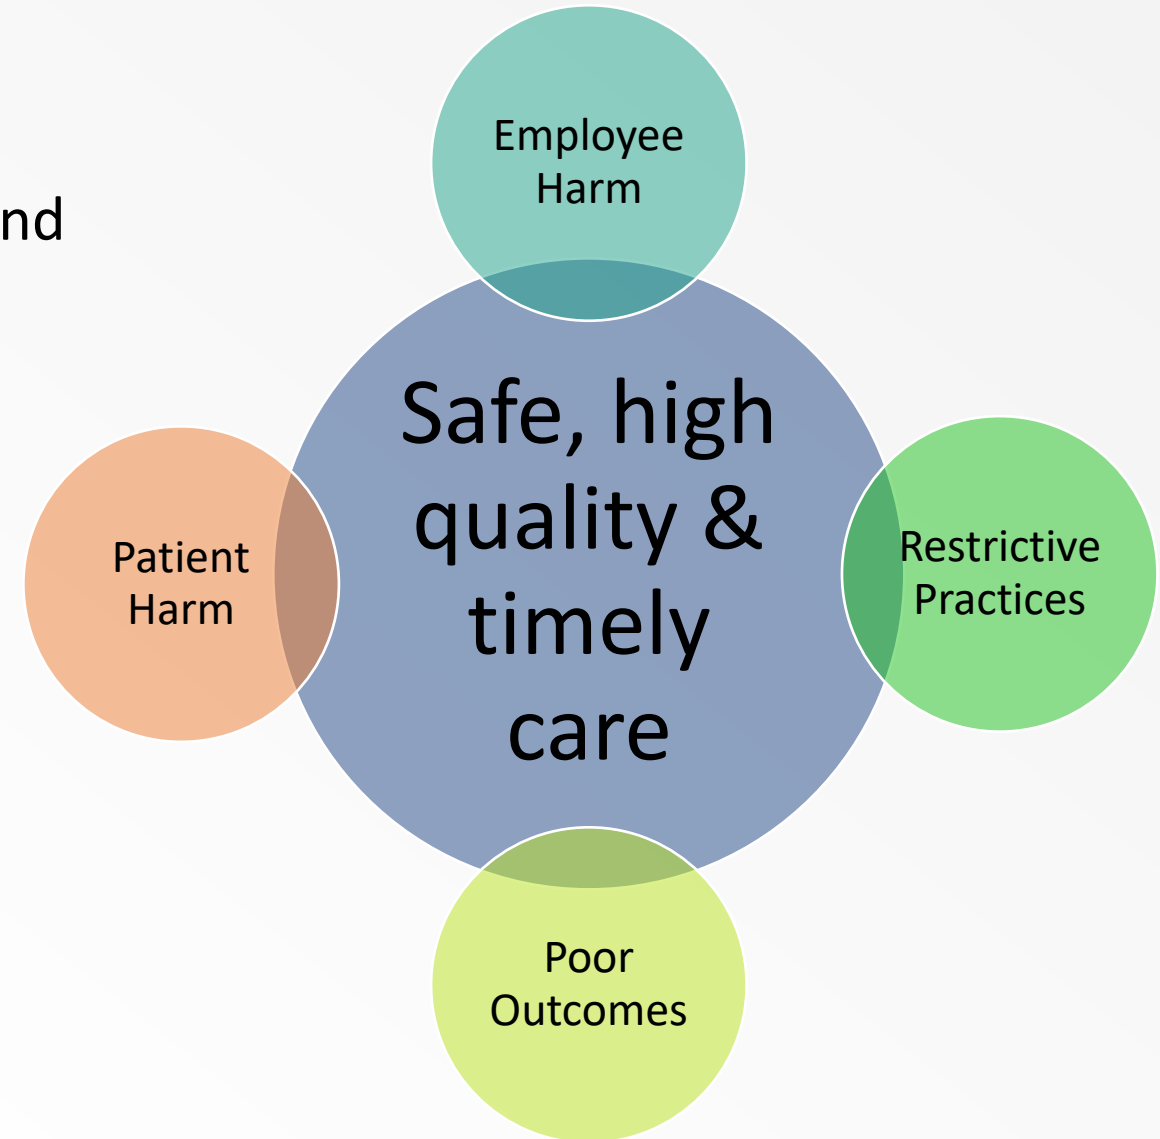 Employee
Harm
nd
Safe, high
quality &
timely
care
Patient
Harm
Restrictive
Practices
Poor
Outcomes